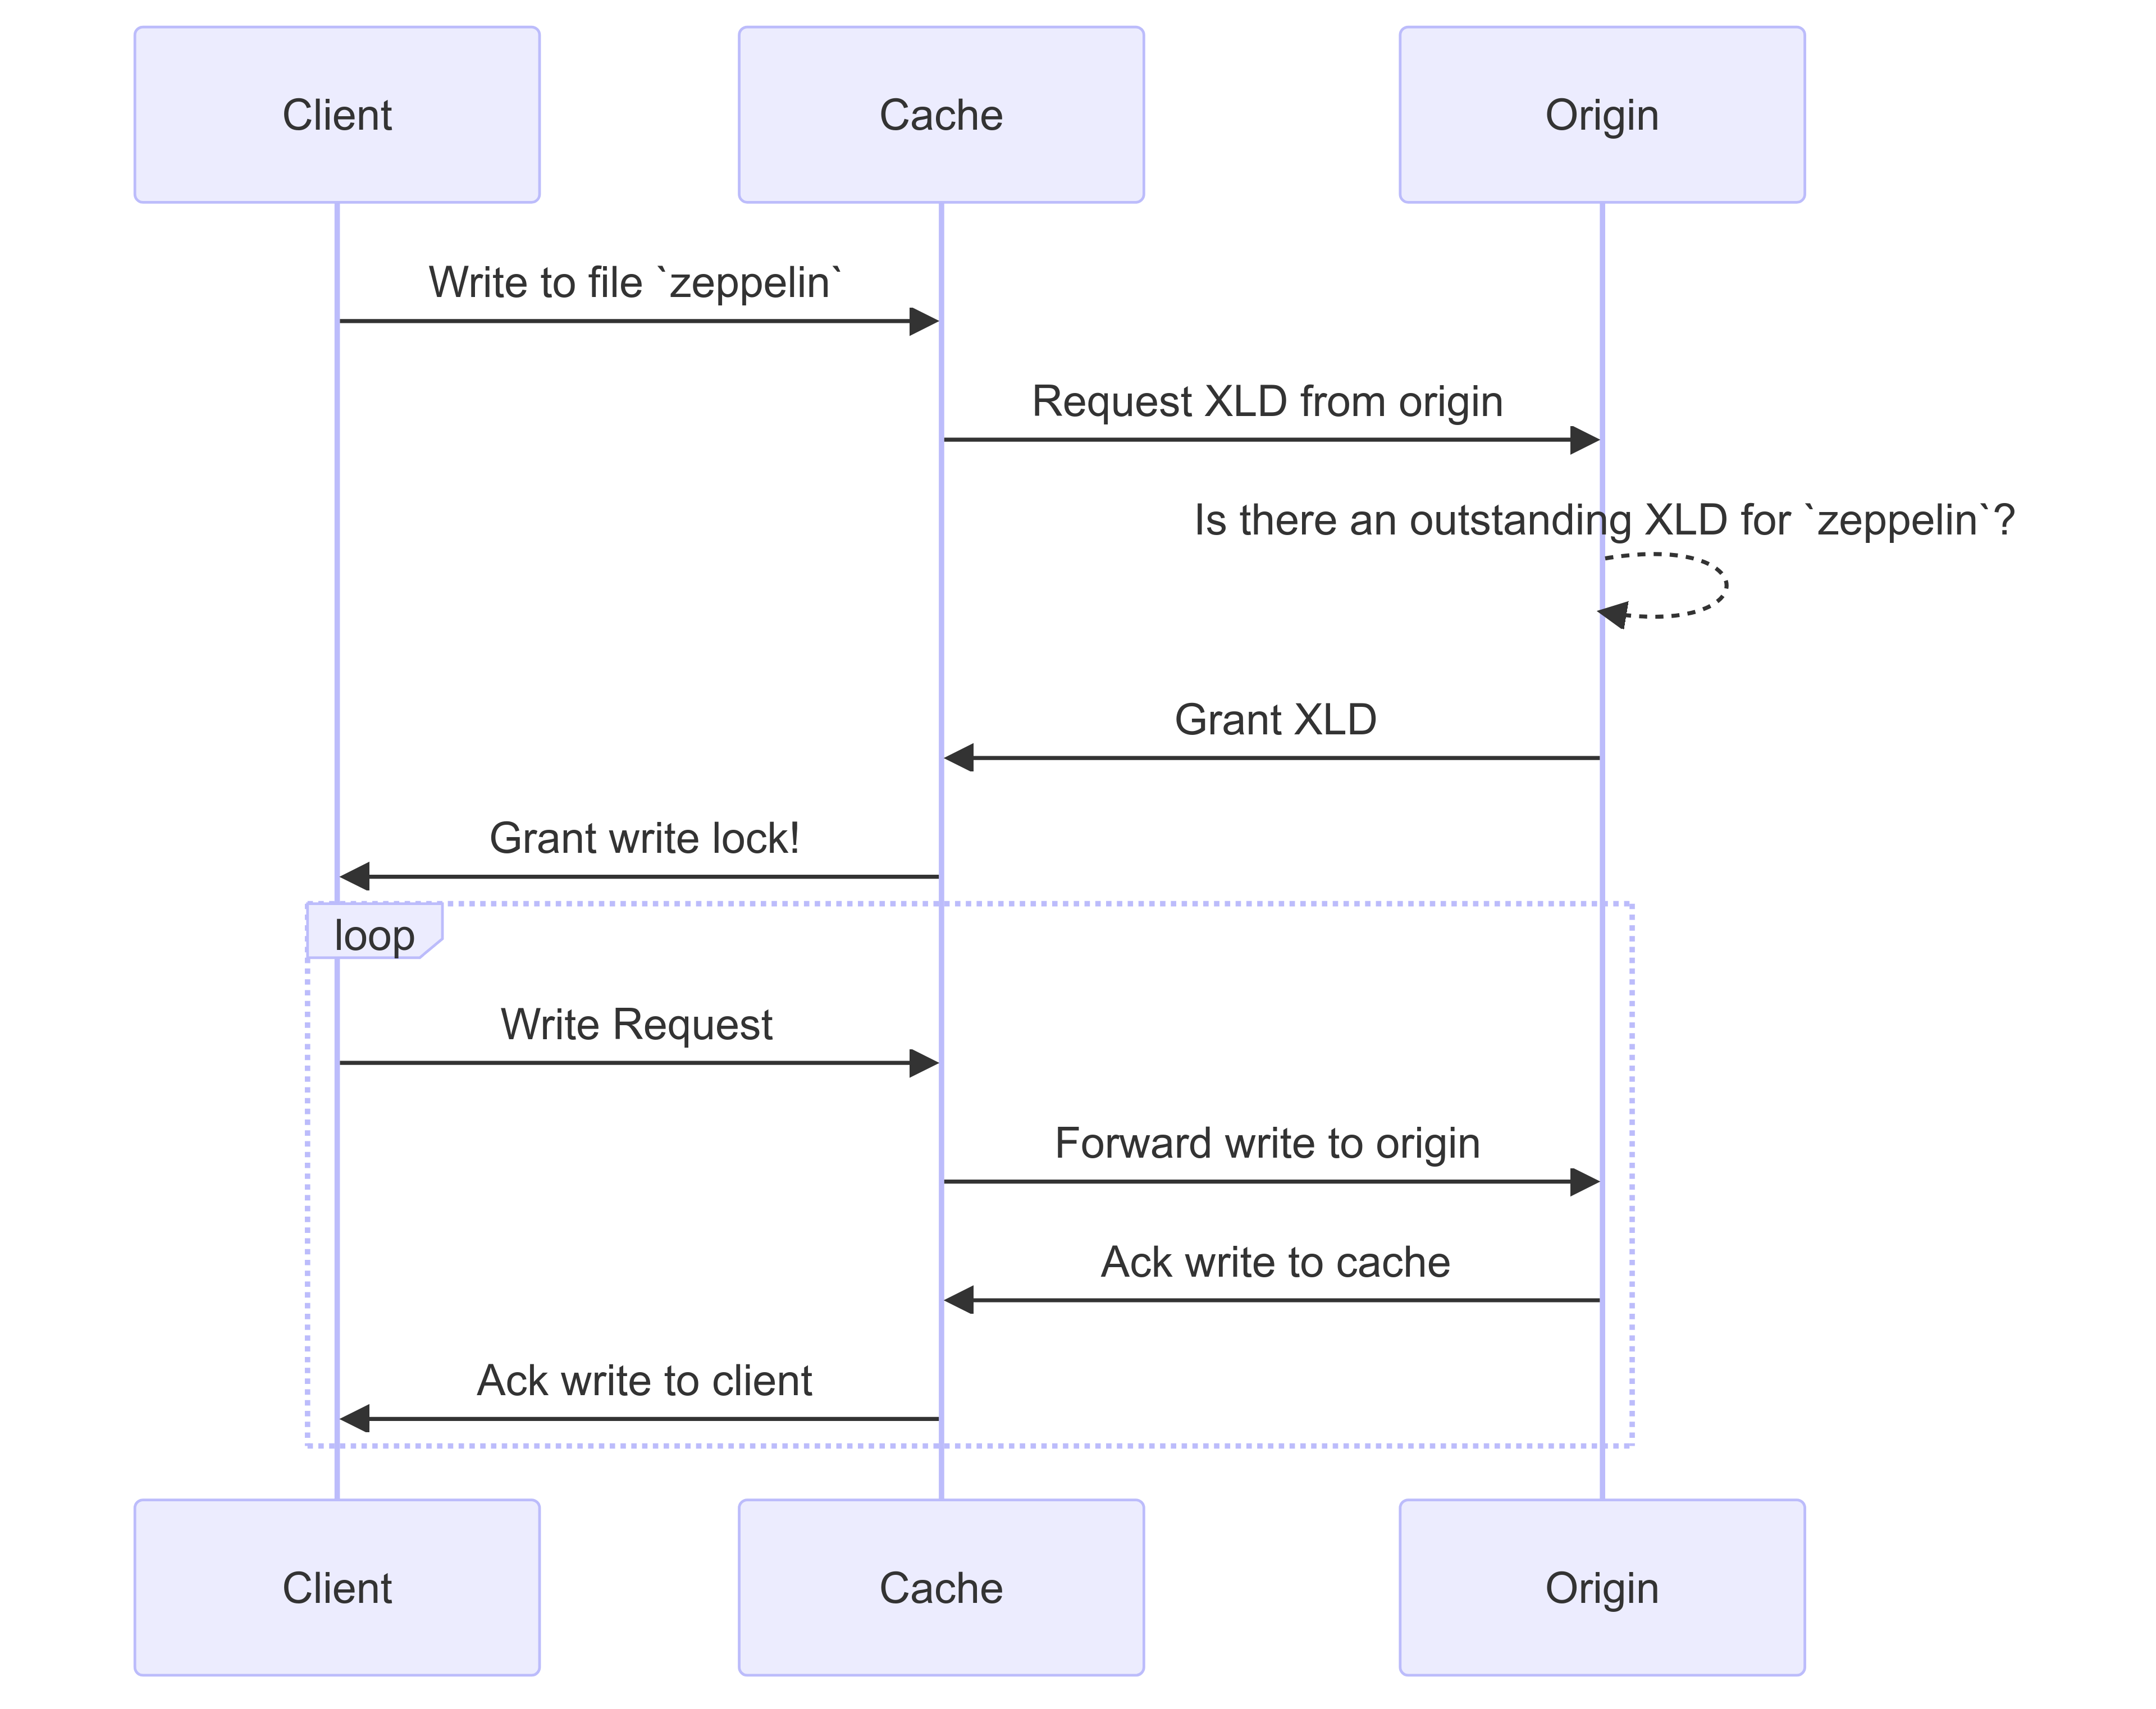 Client
Cache
Origin
Write to file `zeppelin`
Request XLD from origin
Is there an outstanding XLD for `zeppelin`?
Grant XLD
Grant write lock!
loop
Write Request
Forward write to origin
Ack write to cache
Ack write to client
Client
Cache
Origin